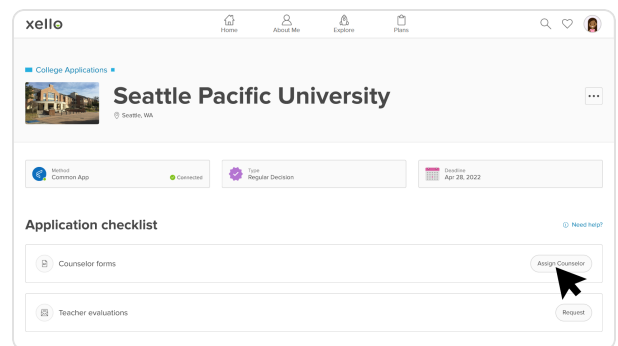 xello
Home
About Me
Explore
Plans
College Applications
Seattle Pacific University
Seattle, WA
Method
Common App
Connected
Type
Regular Decision
Deadline
Apr 28, 2022
Application checklist
Need help?
Counselor forms
Assign Counselor
Teacher evaluations
Request